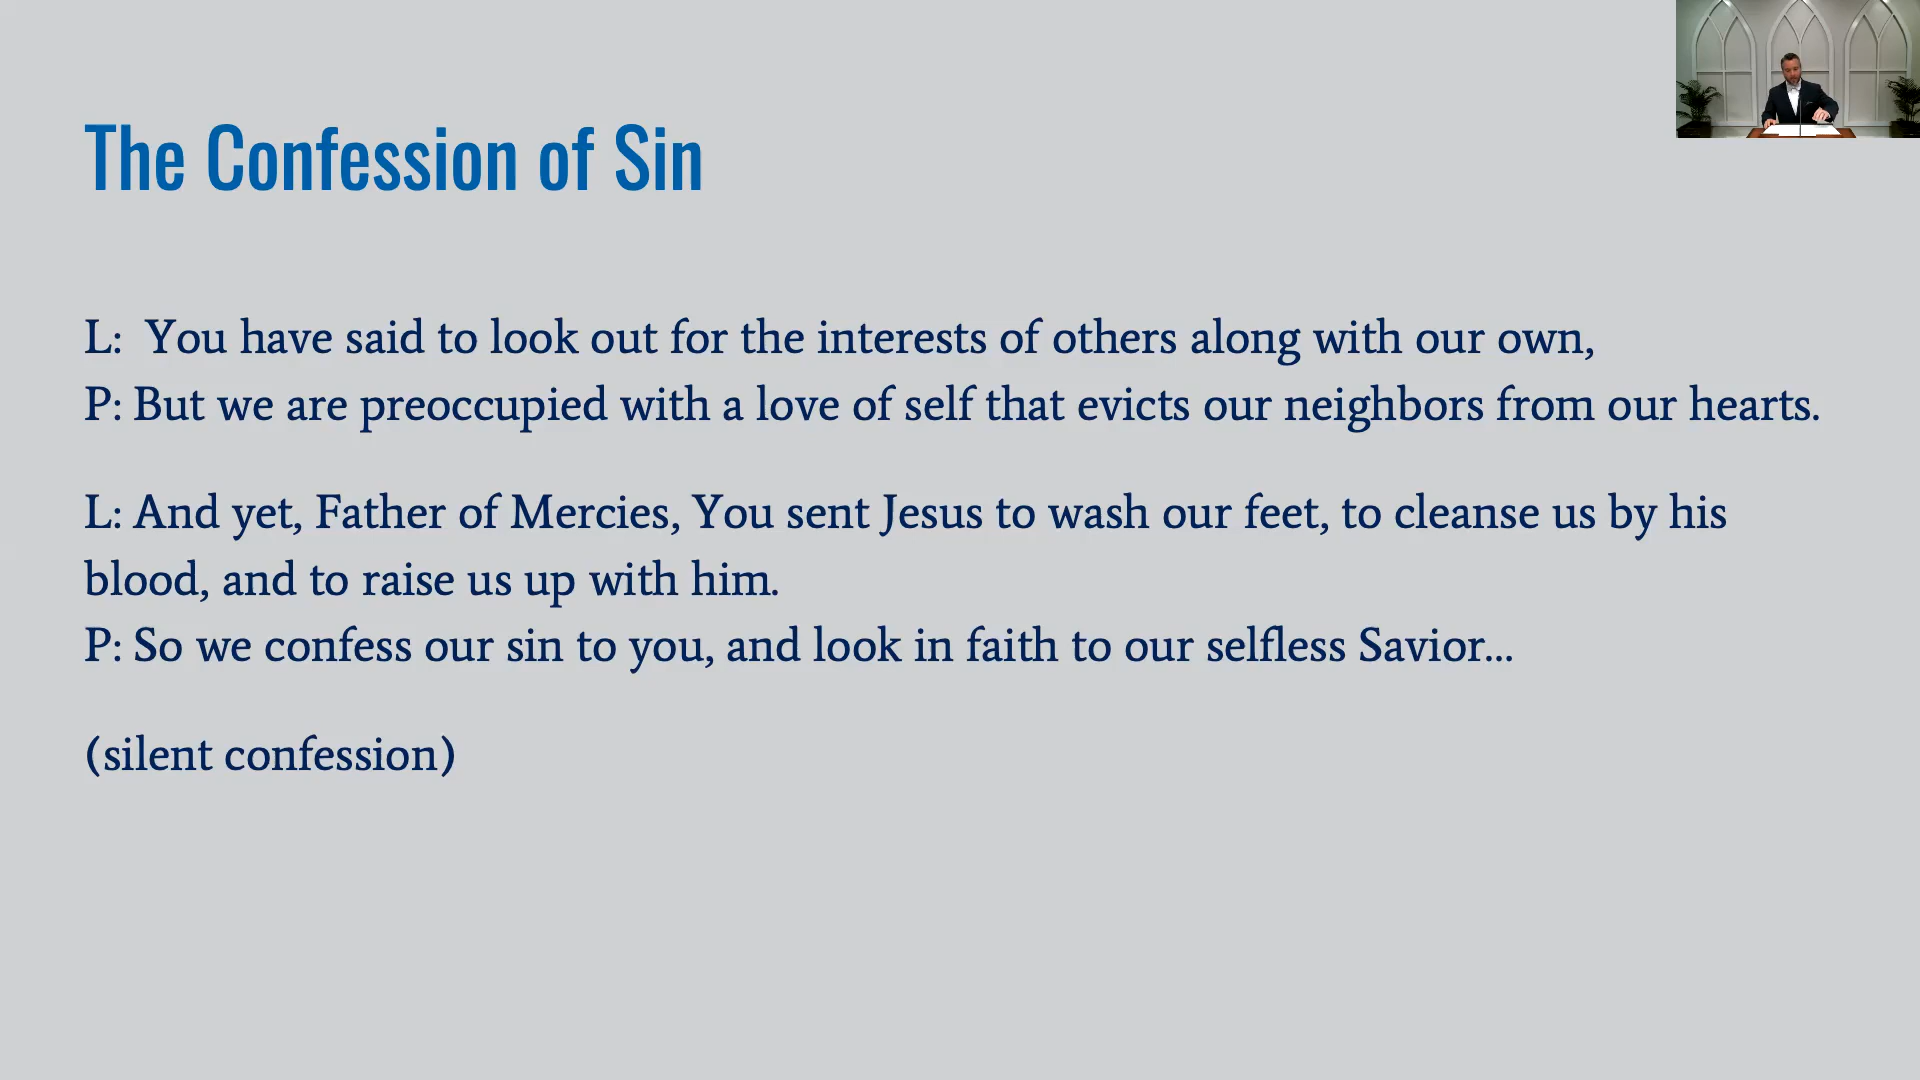 The Confession of Sin
L: You have said to look out for the interests of others along with our own,
P: But we are preoccupied with a love of self that evicts our neighbors from our hearts.
L: And yet, Father of Mercies, You sent Jesus to wash our feet, to cleanse us by his
blood, and to raise us up with him.
P: So we confess our sin to you, and look in faith to our selfless Savior...
(silent confession)